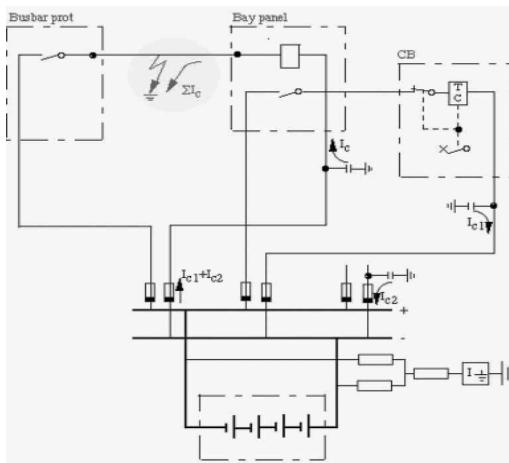 Busbar prot
Bay panel
CB
ΣIc
T
C
Ic
Ic1
Ic1+Ic2
Ic2
+
-
I